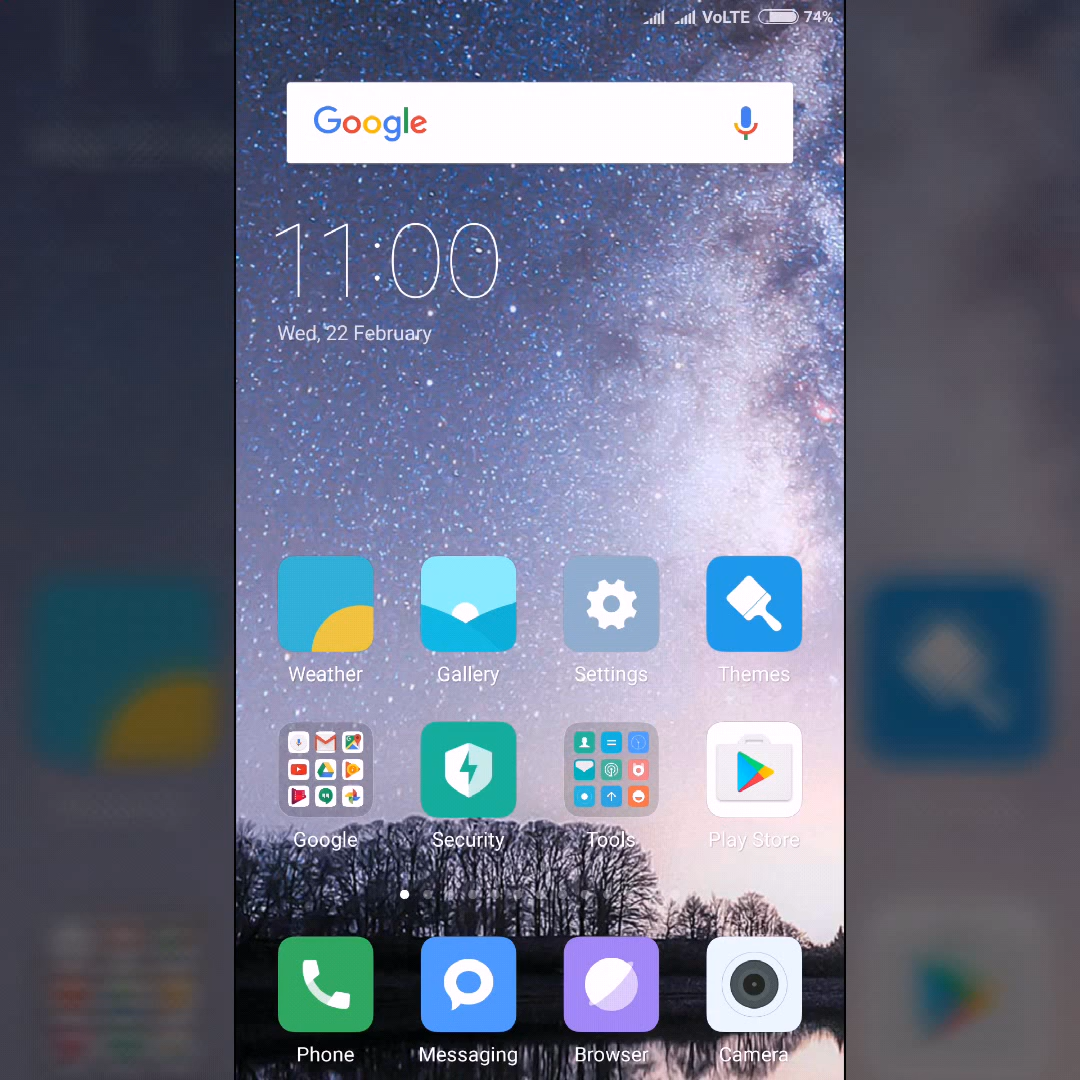 VoLTE 74%
Google
11:00
Wed, 22 February
Weather Gallery Settings Themes
Google Security Tools Play Store
Phone Messaging Browser Camera